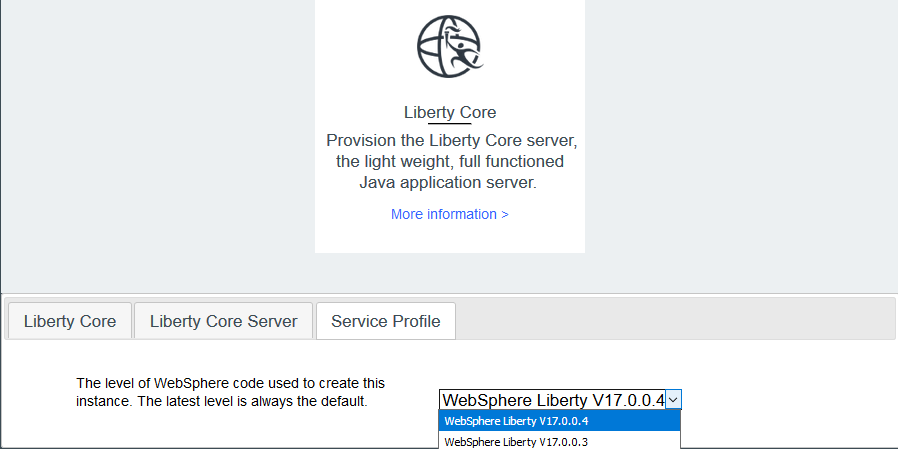 Liberty Core
Provision the Liberty Core server,
the light weight, full functioned
Java application server.
More information >
Liberty Core
Liberty Core Server
Service Profile
The level of WebSphere code used to create this
instance. The latest level is always the default.
WebSphere Liberty V17.0.0.4
WebSphere Liberty V17.0.0.4
WebSphere Liberty V17.0.0.3